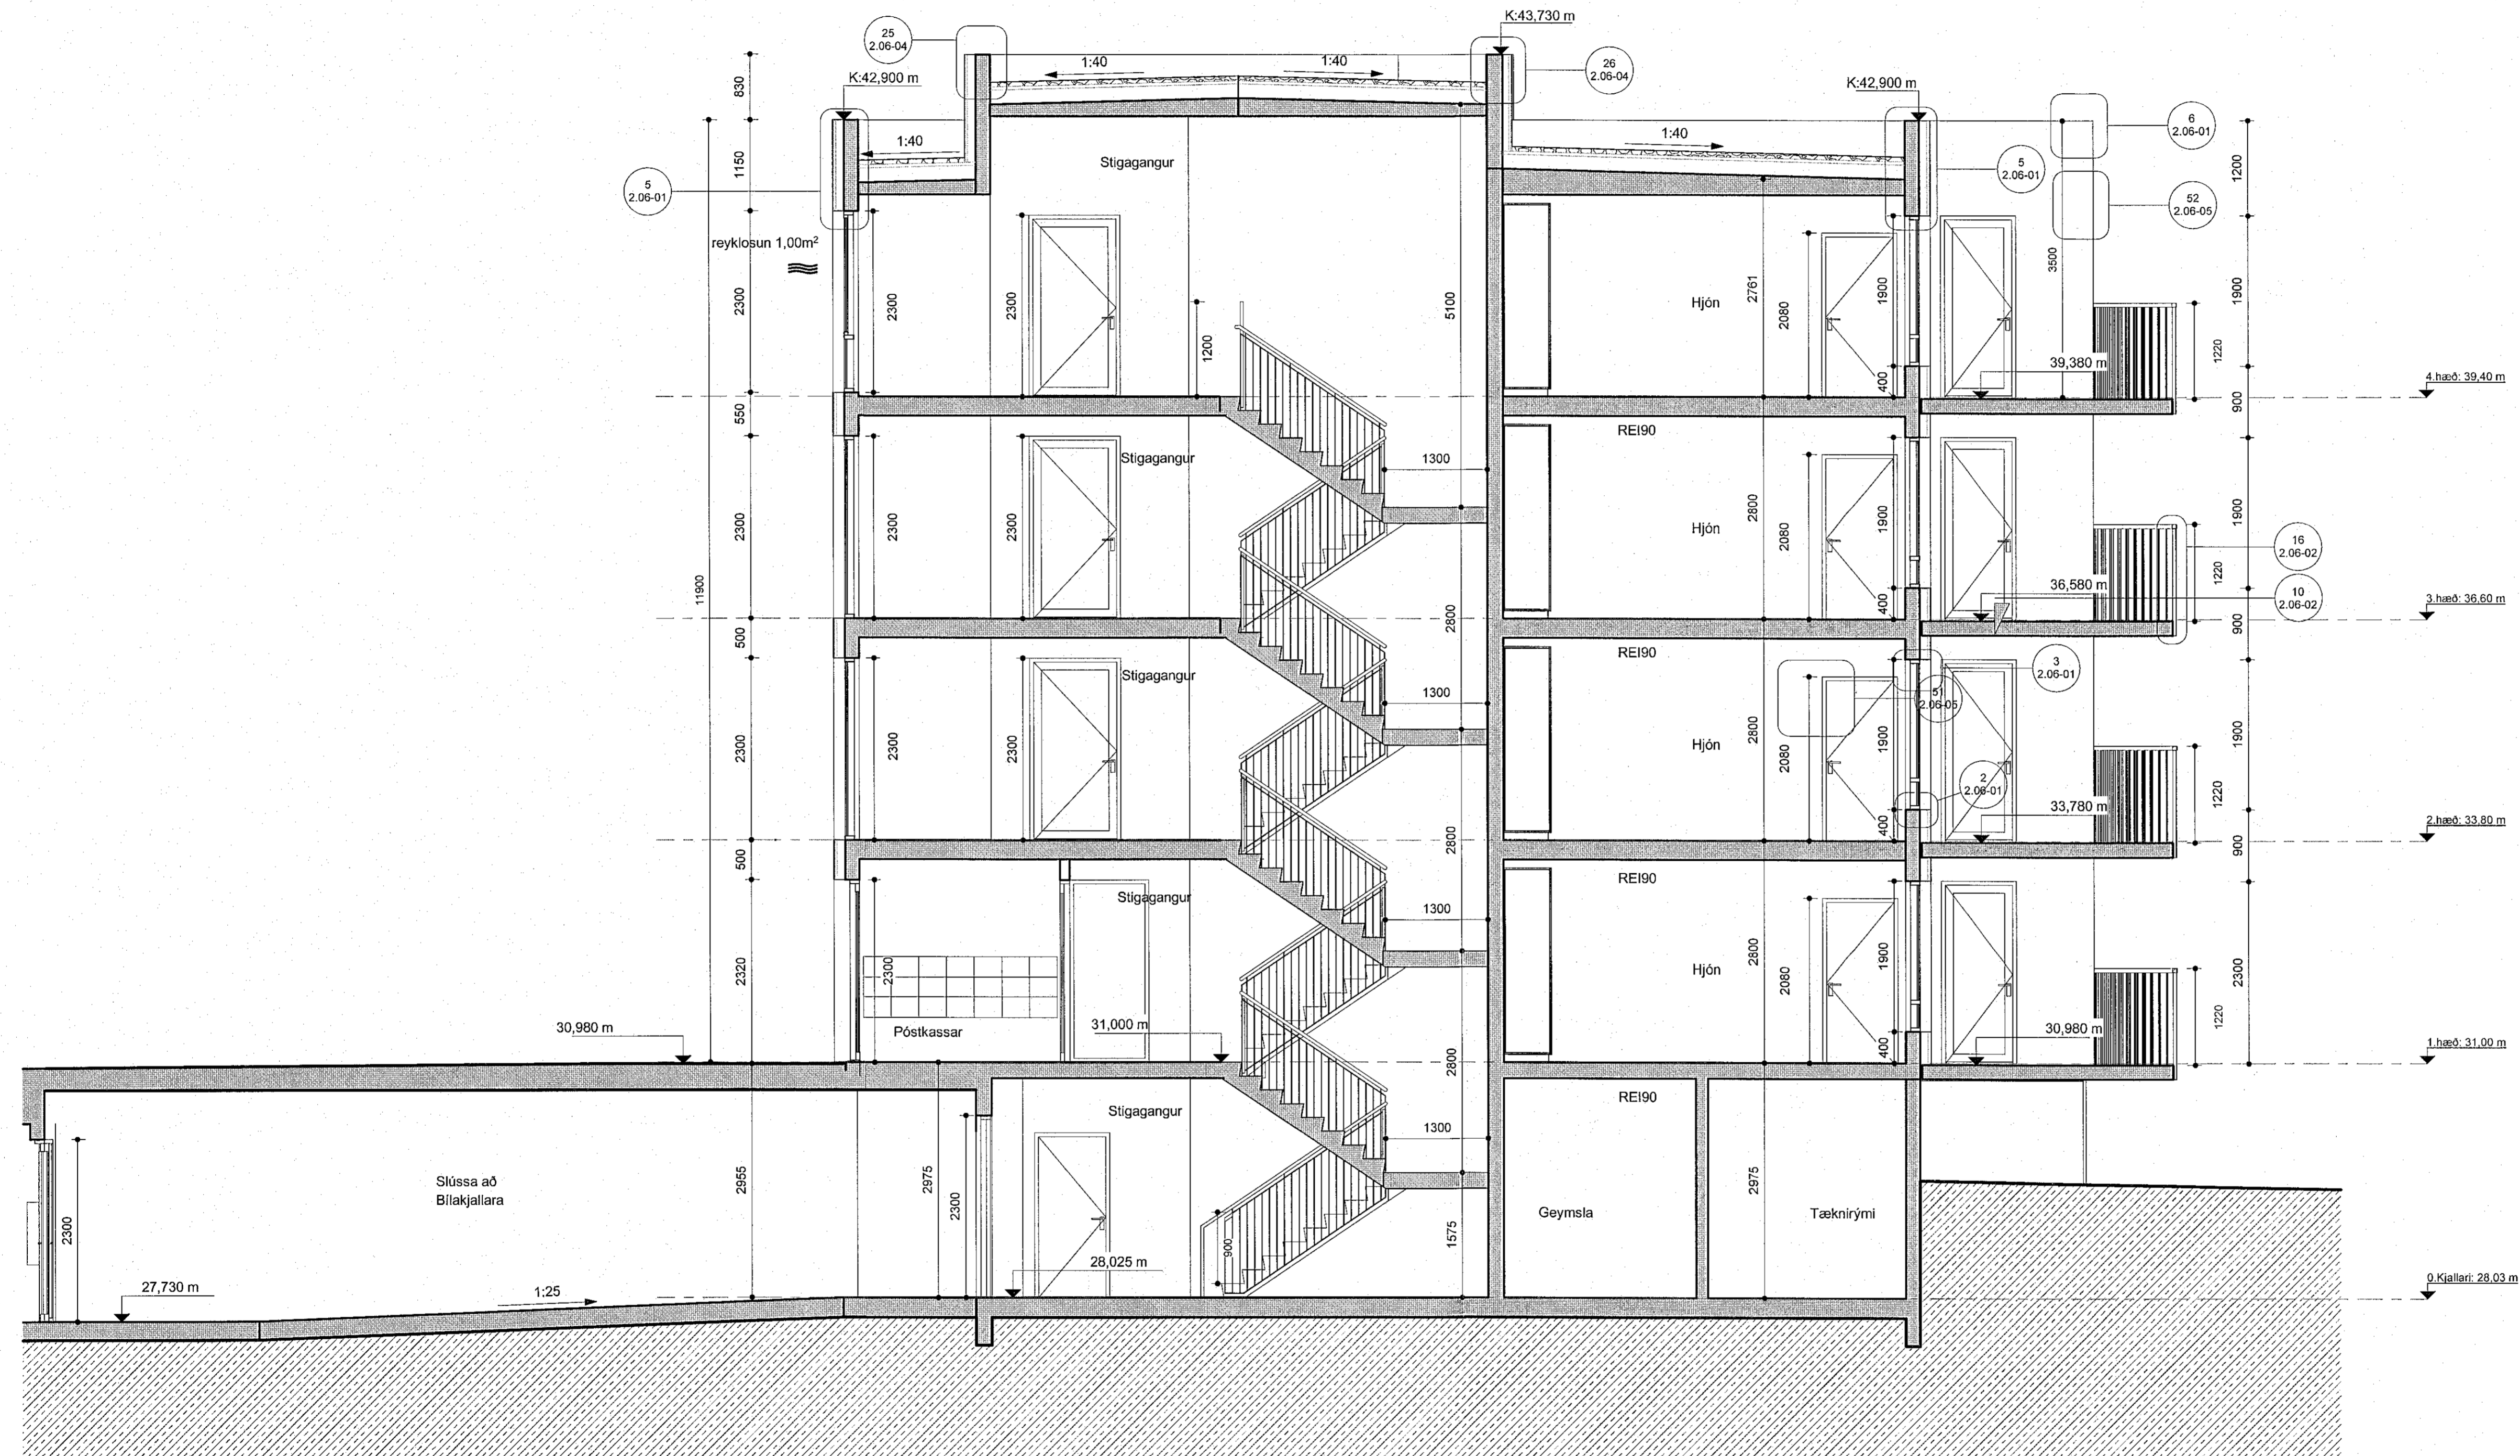 K:43,730 m
25
2.06-04
1:40
1:40
26
2.06-04
K:42,900 m
K:42,900 m
830
6
2.06-01
1:40
1:40
1150
Stigagangur
5
2.06-01
5
2.06-01
1200
52
2.06-05
reyklosun 1,00m²
3500
2300
2300
2300
1200
5100
Hjón
2761
2080
1900
1900
1220
39,380 m
4.hæð: 39,40 m
400
550
900
REI90
Stigagangur
1300
2300
2300
2300
Hjón
2800
2080
1900
1900
16
2.06-02
1220
36,580 m
10
2.06-02
3.hæð: 36,60 m
11900
2800
400
500
900
REI90
3
2.06-01
Stigagangur
1300
51
2.06-05
2300
2300
2300
Hjón
2800
2080
1900
1900
2
2.06-01
1220
33,780 m
2.hæð: 33,80 m
2800
400
500
900
REI90
Stigagangur
1300
2320
2300
Hjón
2800
2080
1900
2300
1220
Póstkassar
30,980 m
31,000 m
30,980 m
1.hæð: 31,00 m
2800
400
REI90
Stigagangur
1300
Slússa að
Bílakjallara
2955
2975
2300
2975
2300
Geymsla
Tæknirými
1575
900
28,025 m
27,730 m
1:25
0.Kjallari: 28,03 m